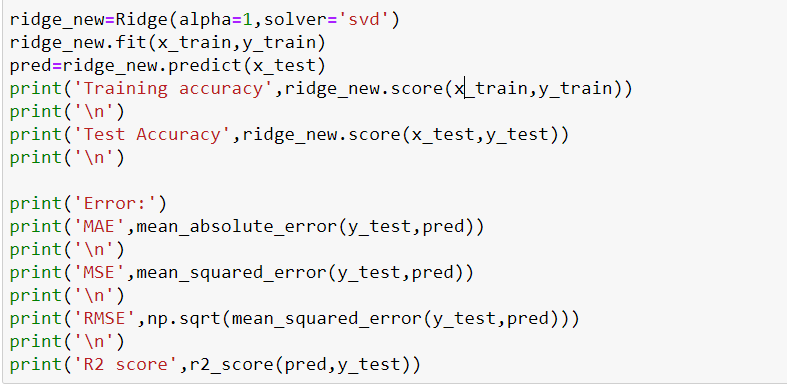 ridge_new=Ridge(alpha=1,solver='svd')
ridge_new.fit(x_train,y_train)
pred=ridge_new.predict(x_test)
print('Training accuracy',ridge_new.score(x_train,y_train))
print('\n')
print('Test Accuracy',ridge_new.score(x_test,y_test))
print('\n')

print('Error:')
print('MAE',mean_absolute_error(y_test,pred))
print('\n')
print('MSE',mean_squared_error(y_test,pred))
print('\n')
print('RMSE',np.sqrt(mean_squared_error(y_test,pred)))
print('\n')
print('R2 score',r2_score(pred,y_test))